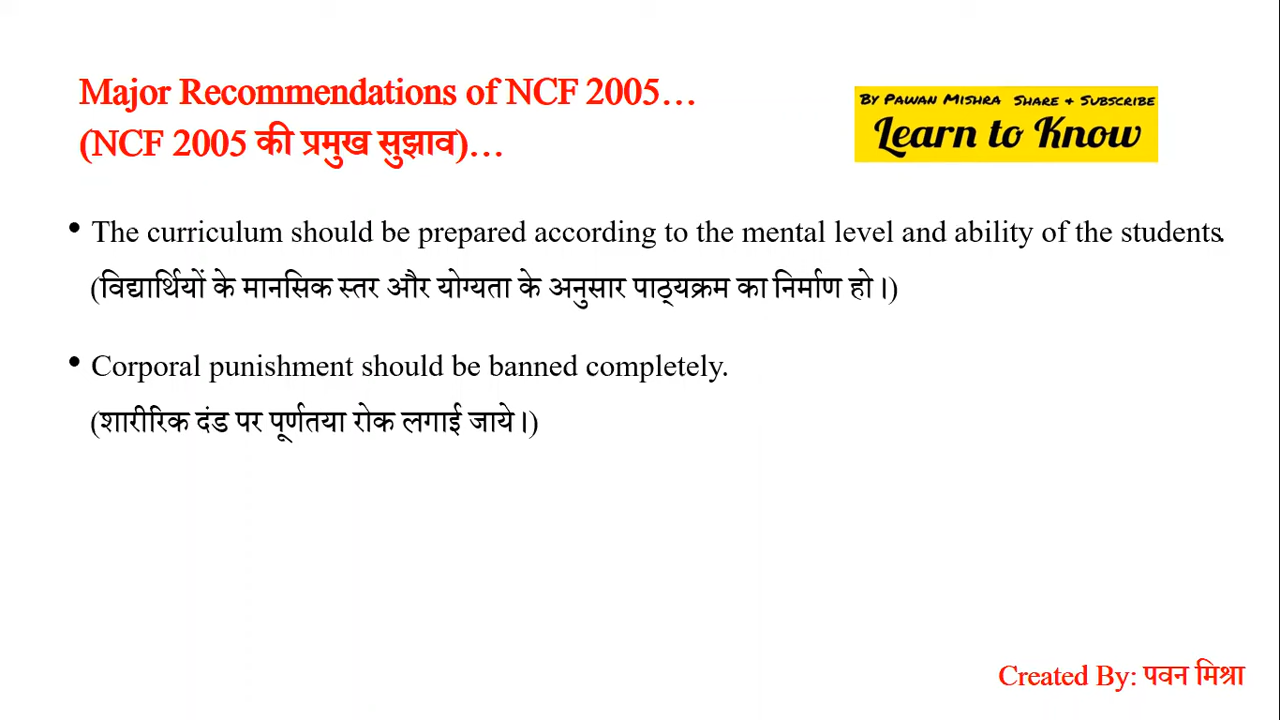 Major Recommendations of NCF 2005…
(NCF 2005 की प्रमुख सुझाव)…
By Pawan Mishra Share + Subscribe
Learn to Know
• The curriculum should be prepared according to the mental level and ability of the students.
(विद्यार्थियों के मानसिक स्तर और योग्यता के अनुसार पाठ्यक्रम का निर्माण हो।)
• Corporal punishment should be banned completely.
(शारीरिक दंड पर पूर्णतया रोक लगाई जाये।)
Created By: पवन मिश्रा